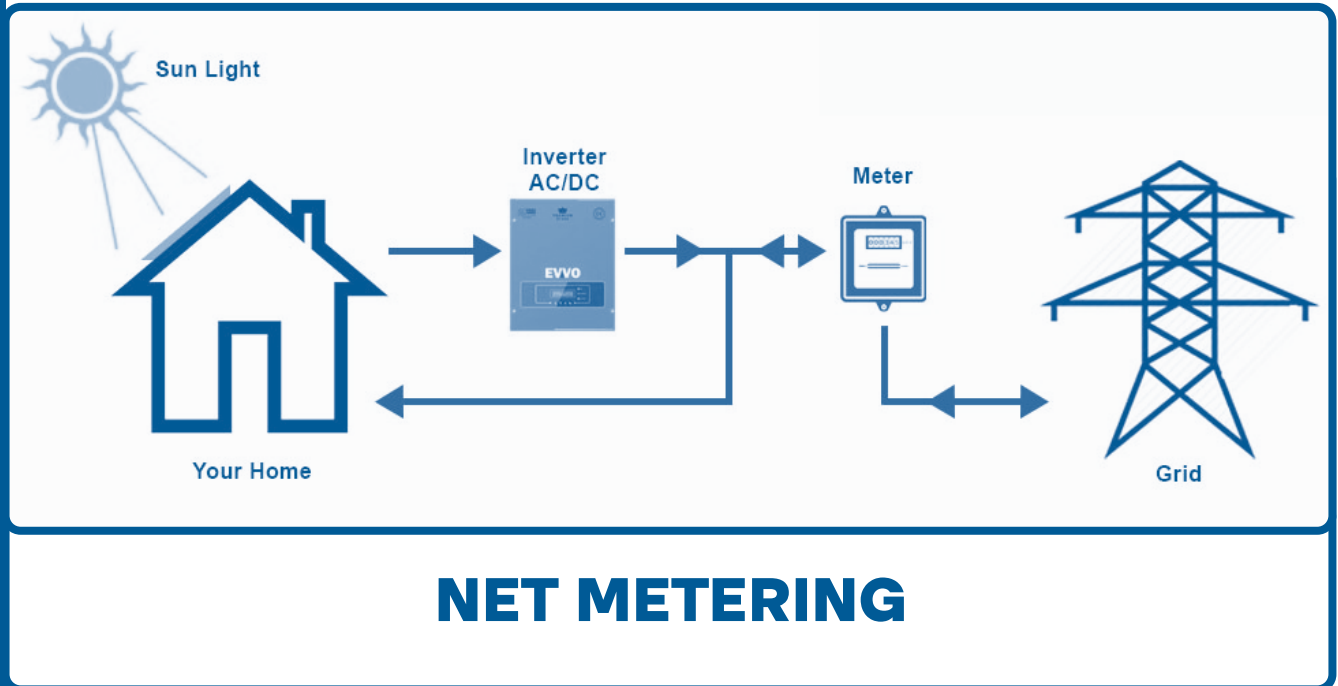 Sun Light
Inverter
AC/DC
Meter
EVVO
Your Home
Grid
NET METERING